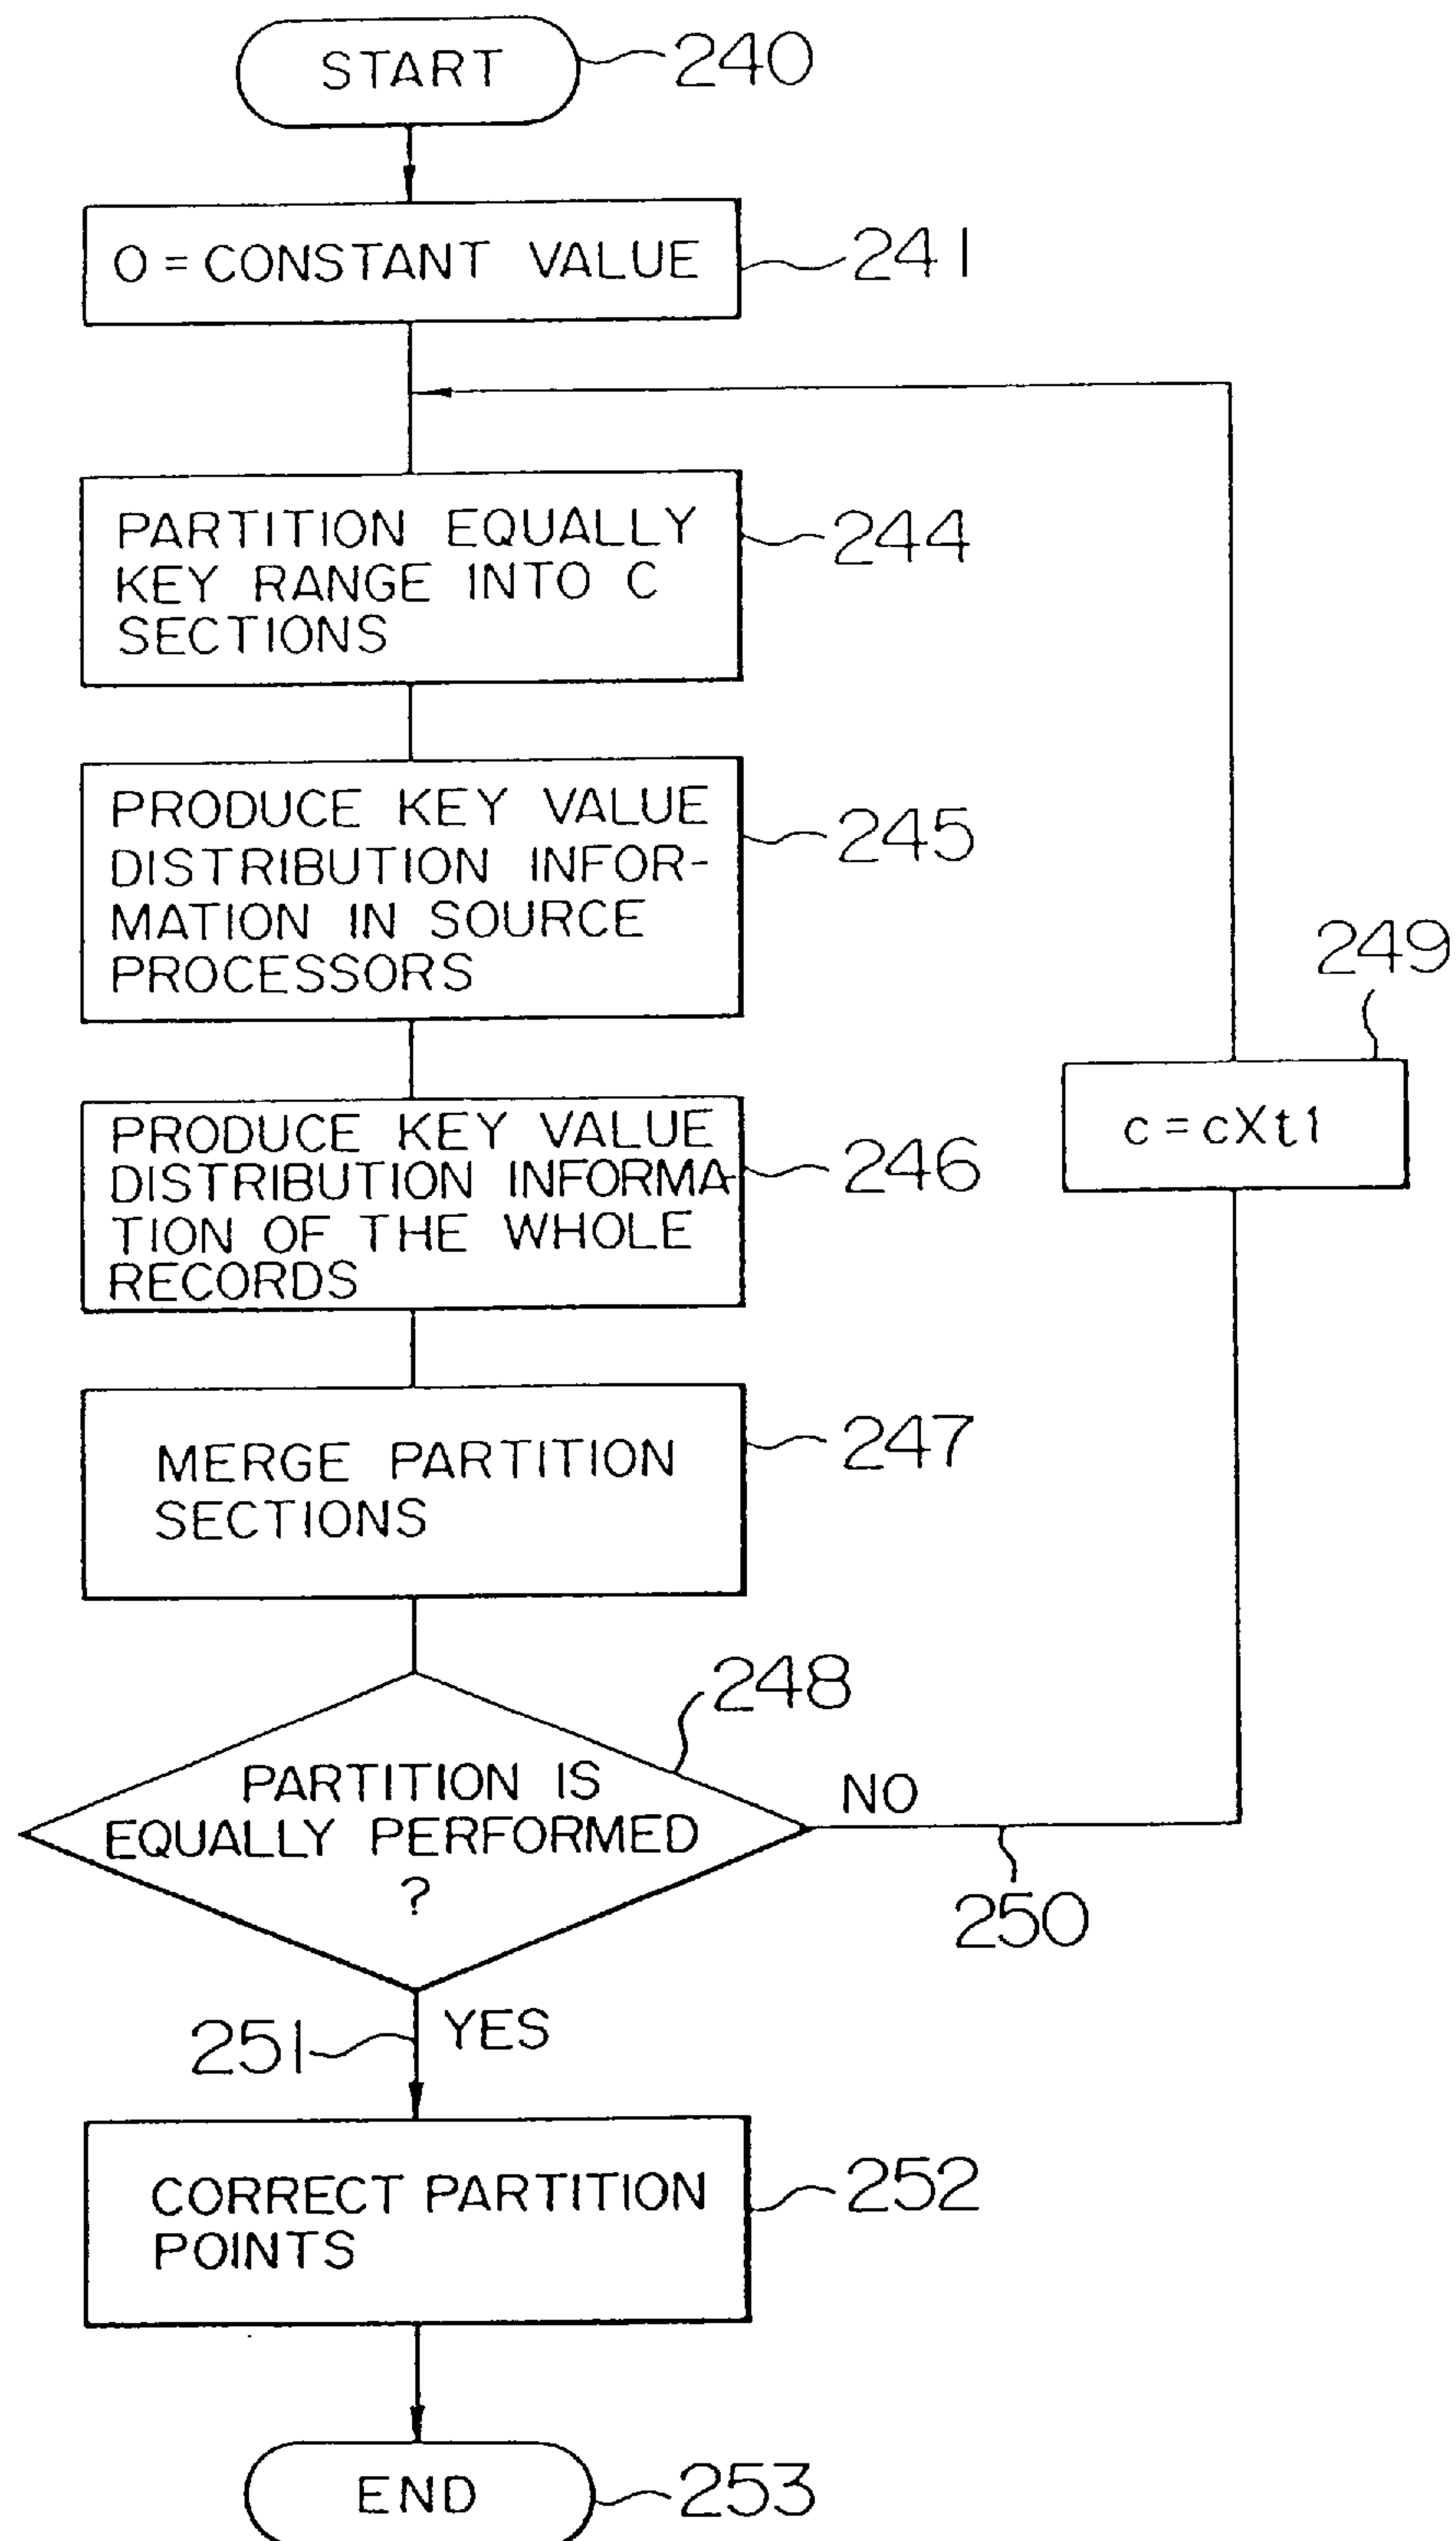 START
240
O = CONSTANT VALUE
241
PARTITION EQUALLY
KEY RANGE INTO C
SECTIONS
244
PRODUCE KEY VALUE
DISTRIBUTION INFOR-
MATION IN SOURCE
PROCESSORS
245
249
c = cXt1
PRODUCE KEY VALUE
DISTRIBUTION INFORMA-
TION OF THE WHOLE
RECORDS
246
MERGE PARTITION
SECTIONS
247
248
PARTITION IS
EQUALLY PERFORMED
?
NO
250
251
YES
CORRECT PARTITION
POINTS
252
END
253